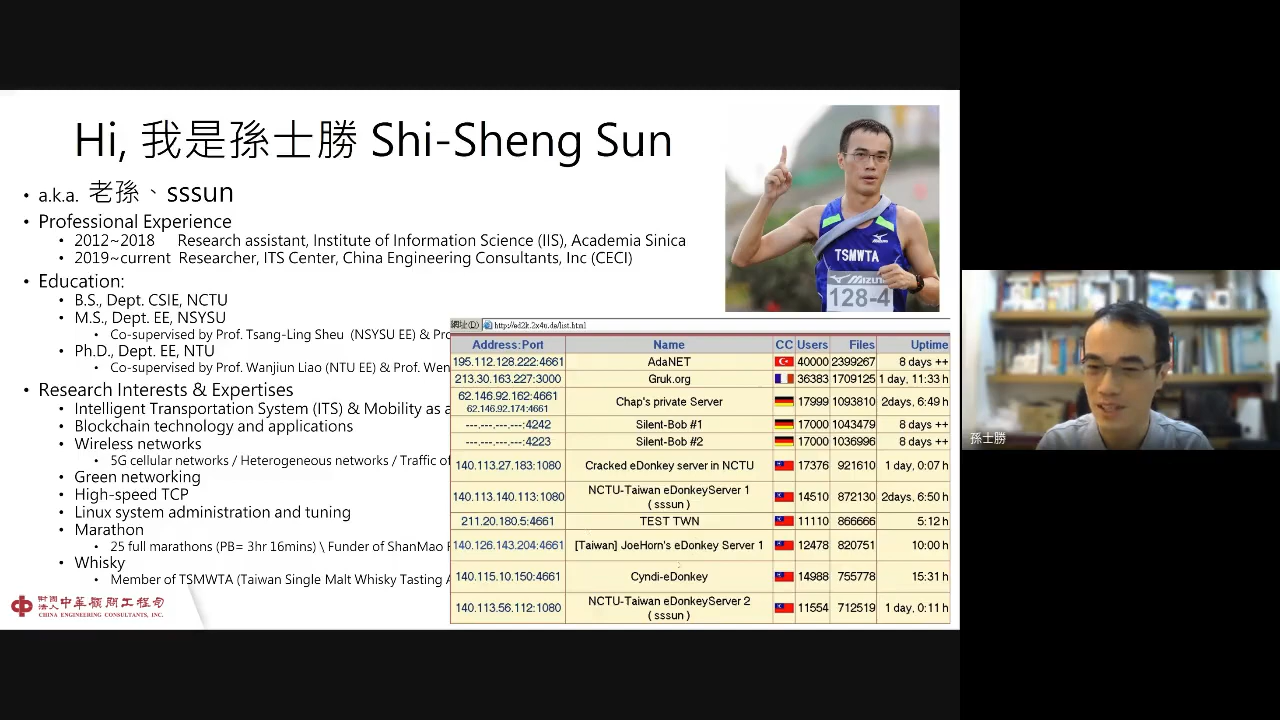 Hi, 我是孫士勝 Shi-Sheng Sun
• a.k.a. 老孫、sssun
• Professional Experience
• 2012~2018 Research assistant, Institute of Information Science (IIS), Academia Sinica
• 2019~current Researcher, ITS Center, China Engineering Consultants, Inc (CECI)
• Education:
• B.S., Dept. CSIE, NCTU
• M.S., Dept. EE, NSYSU
• Co-supervised by Prof. Tsang-Ling Sheu (NSYSU EE) &
• Ph.D., Dept. EE, NTU
• Co-supervised by Prof. Wanjiun Liao (NTU EE) & Prof.
• Research Interests & Expertises
• Intelligent Transportation System (ITS) & Mobility as
• Blockchain technology and applications
• Wireless networks
• 5G cellular networks / Heterogeneous networks / Traffic
• Green networking
• High-speed TCP
• Linux system administration and tuning
• Marathon
• 25 full marathons (PB= 3hr 16mins) \ Funder of ShanMao
• Whisky
• Member of TSMWTA (Taiwan Single Malt Whisky Tasting
財團法人中華顧問工程司
CHINA ENGINEERING CONSULTANTS, INC.
TSMWTA
MIZUNO
128-4
網址(D) http://ed2k.2x4u.de/list.html
Address:Port Name CC Users Files Uptime
195.112.128.222:4661 AdaNET 40000 2399267 8 days ++
213.30.163.227:3000 Gruk.org 36383 1709125 1 day, 11:33 h
62.146.92.162:4661 Chap's private Server 17999 1093810 2days, 6:49 h
62.146.92.174:4661
---.---.---.---:4242 Silent-Bob #1 17000 1043479 8 days ++
---.---.---.---:4223 Silent-Bob #2 17000 1036996 8 days ++
140.113.27.183:1080 Cracked eDonkey server in NCTU 17376 921610 1 day, 0:07 h
140.113.140.113:1080 NCTU-Taiwan eDonkeyServer 1 14510 872130 2days, 6:50 h
( sssun )
211.20.180.5:4661 TEST TWN 11110 866666 5:12 h
140.126.143.204:4661 [Taiwan] JoeHorn's eDonkey Server 1 12478 820751 10:00 h
140.115.10.150:4661 Cyndi-eDonkey 14988 755778 15:31 h
140.113.56.112:1080 NCTU-Taiwan eDonkeyServer 2 11554 712519 1 day, 0:11 h
( sssun )
孫士勝